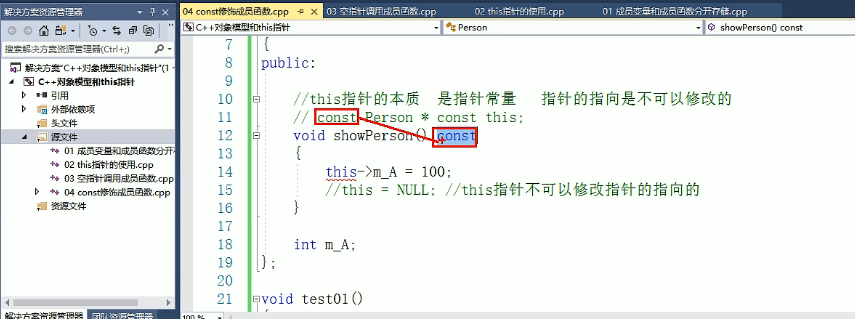 解决方案资源管理器
搜索解决方案资源管理器(Ctrl+;)
解决方案"C++对象模型和this指针"(1
C++对象模型和this指针
引用
外部依赖项
头文件
源文件
01 成员变量和成员函数分开
02 this指针的使用.cpp
03 空指针调用成员函数.cpp
04 const修饰成员函数.cpp
资源文件
解决方案资源管理器 团队资源管理器
04 const修饰成员函数.cpp 03 空指针调用成员函数.cpp 02 this指针的使用.cpp 01 成员变量和成员函数分开存储.cpp
C++对象模型和this指针 Person showPerson() const
7 {
8 public:
9
10 //this指针的本质 是指针常量 指针的指向是不可以修改的
11 // const Person * const this;
12 void showPerson() const
13 {
14 this->m_A = 100;
15 //this = NULL; //this指针不可以修改指针的指向的
16 }
17
18 int m_A;
19 };
20
21 void test01()
100 %